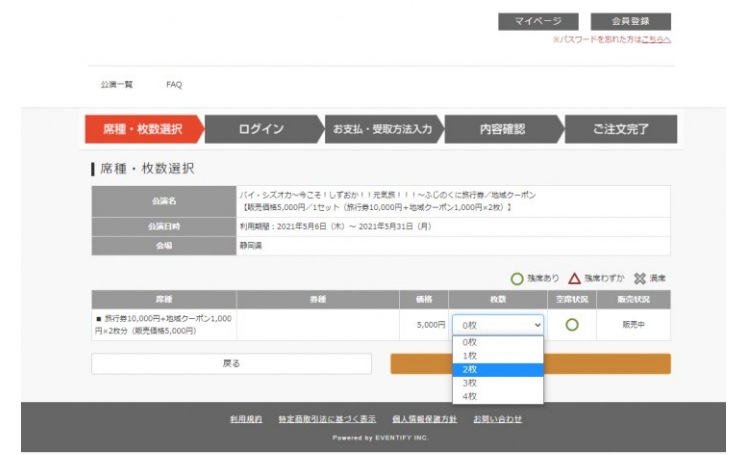 マイページ 会員登録
※パスワードを忘れた方はこちらへ
公演一覧 FAQ
席種・枚数選択 ログイン お支払・受取方法入力 内容確認 ご注文完了
席種・枚数選択
公演名 バイ・シズオカ～今こそ!しずおか!!元気旅!!!～ふじのくに旅行券/地域クーポン
【販売価格5,000円/1セット(旅行券10,000円+地域クーポン1,000円×2枚)】
公演日時 利用期間:2021年5月6日(木)～2021年5月31日(月)
会場 静岡県
残席あり 残席わずか 満席
席種 券種 価格 枚数 空席状況 販売状況
■ 旅行券10,000円+地域クーポン1,000
円×2枚分(販売価格5,000円) 5,000円 0枚 販売中
0枚
1枚
2枚
3枚
4枚
戻る
利用規約 特定商取引法に基づく表示 個人情報保護方針 お問い合わせ
Powered by EVENTIFY INC.